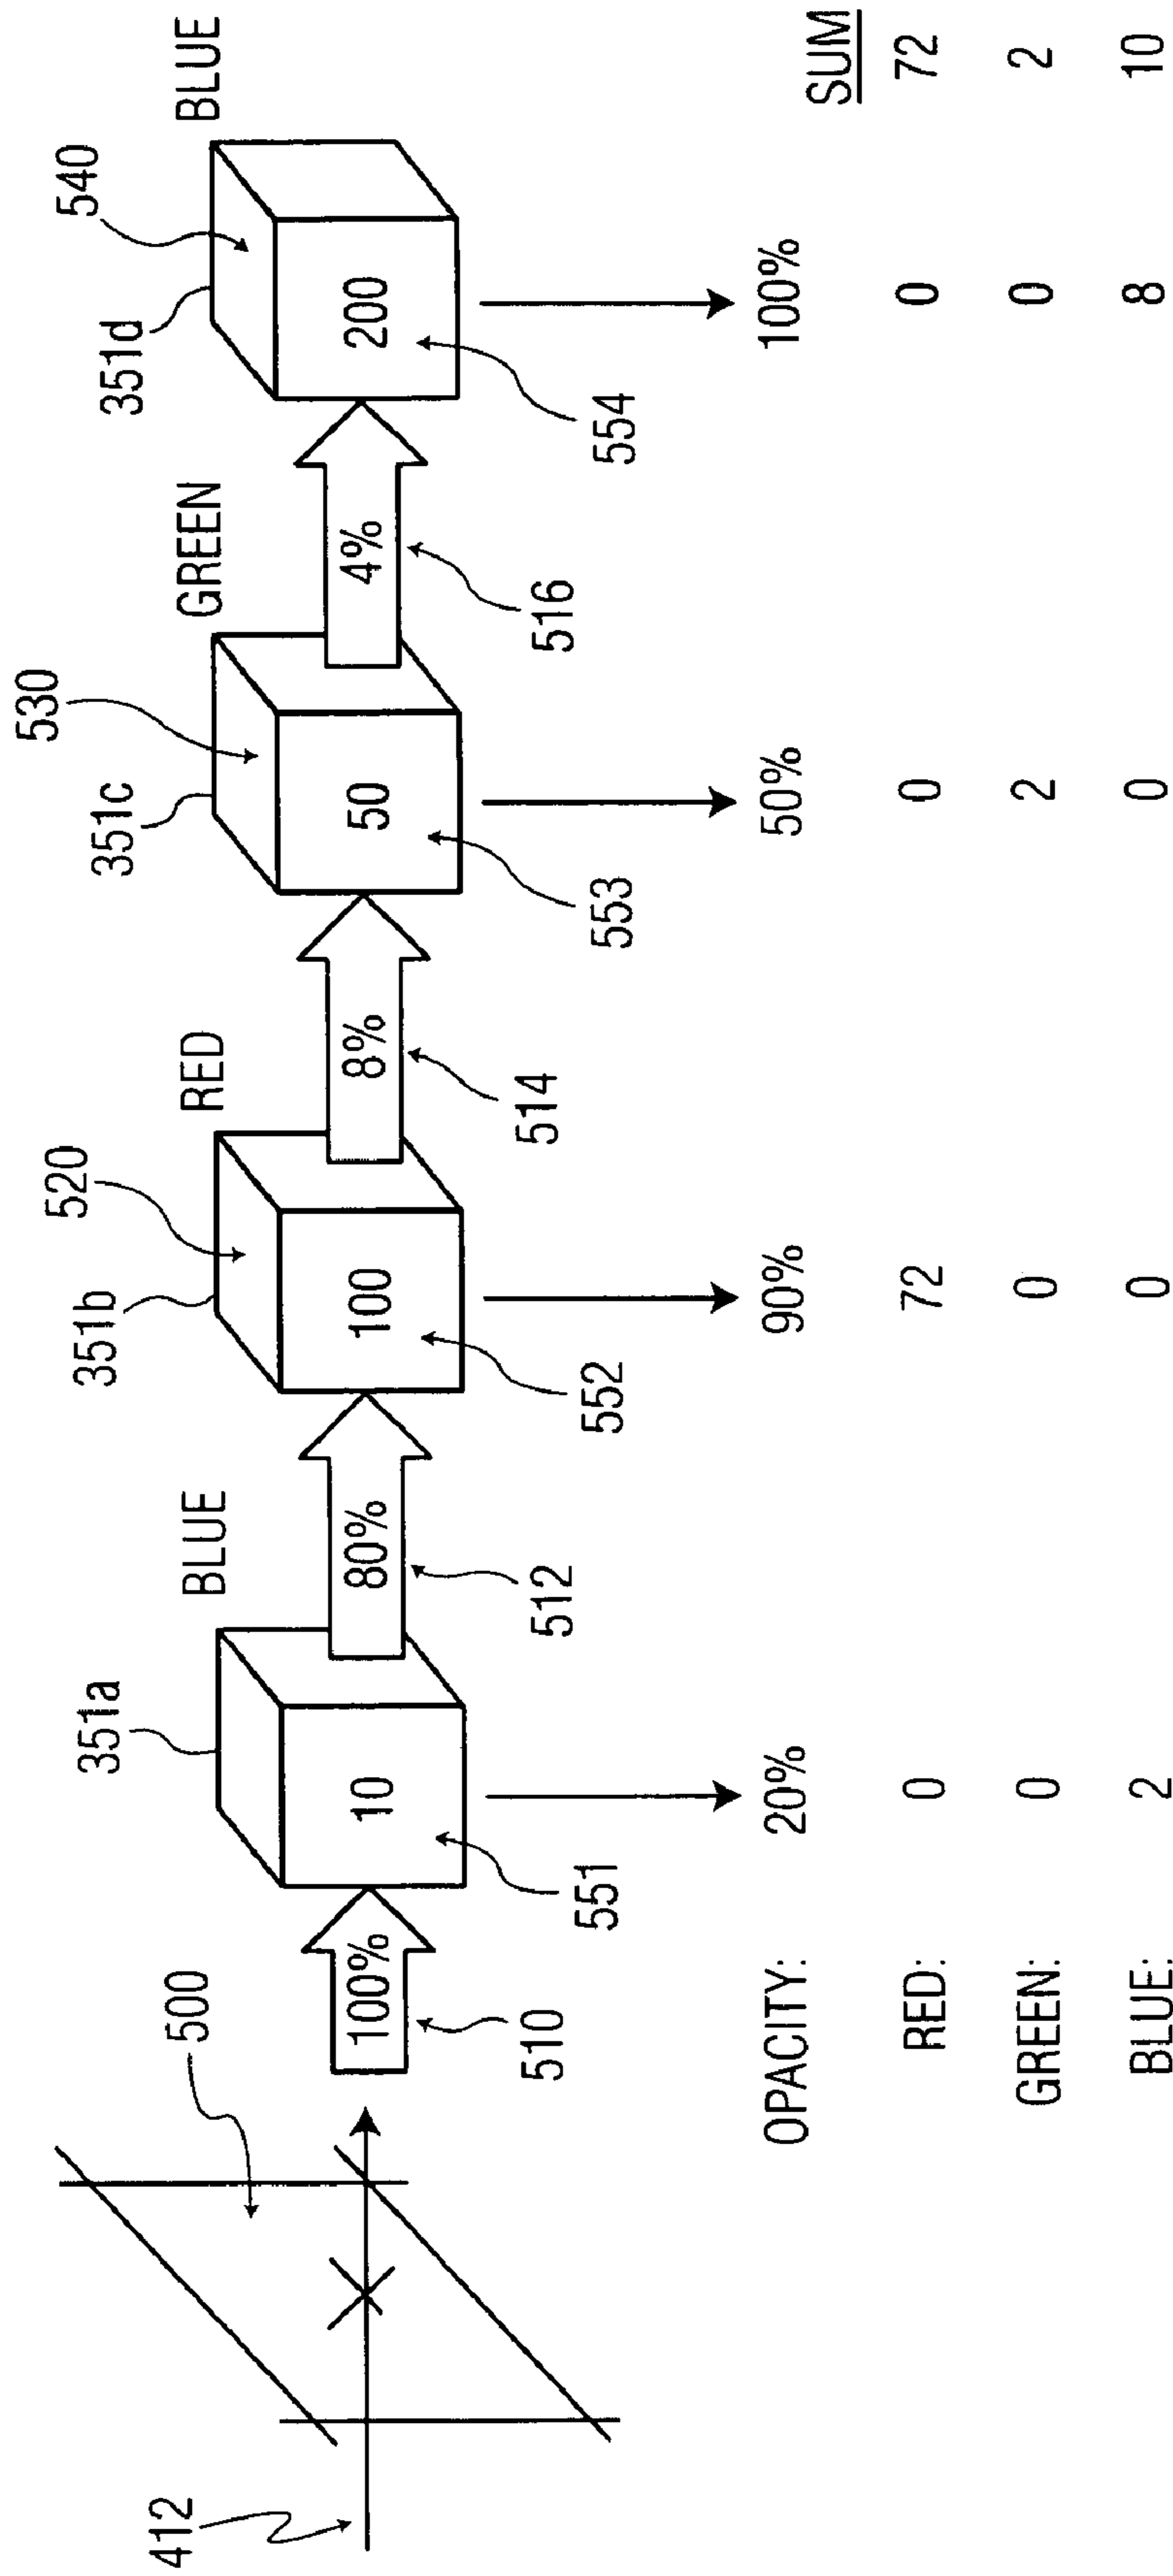 BLUE RED GREEN BLUE
351a 351b 520 351c 530 351d 540
500
412
100% 10 80% 100 8% 50 4% 200
510 512 514 516
551 552 553 554
OPACITY: 20% 90% 50% 100% SUM
RED: 0 72 0 0 72
GREEN: 0 0 2 0 2
BLUE: 2 0 0 8 10